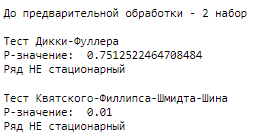 До предварительной обработки - 2 набор
Тест Дикки-Фуллера
P-значение:  0.7512522464708484
Ряд НЕ стационарный
Тест Квятского-Филлипса-Шмидта-Шина
P-значение:  0.01
Ряд НЕ стационарный